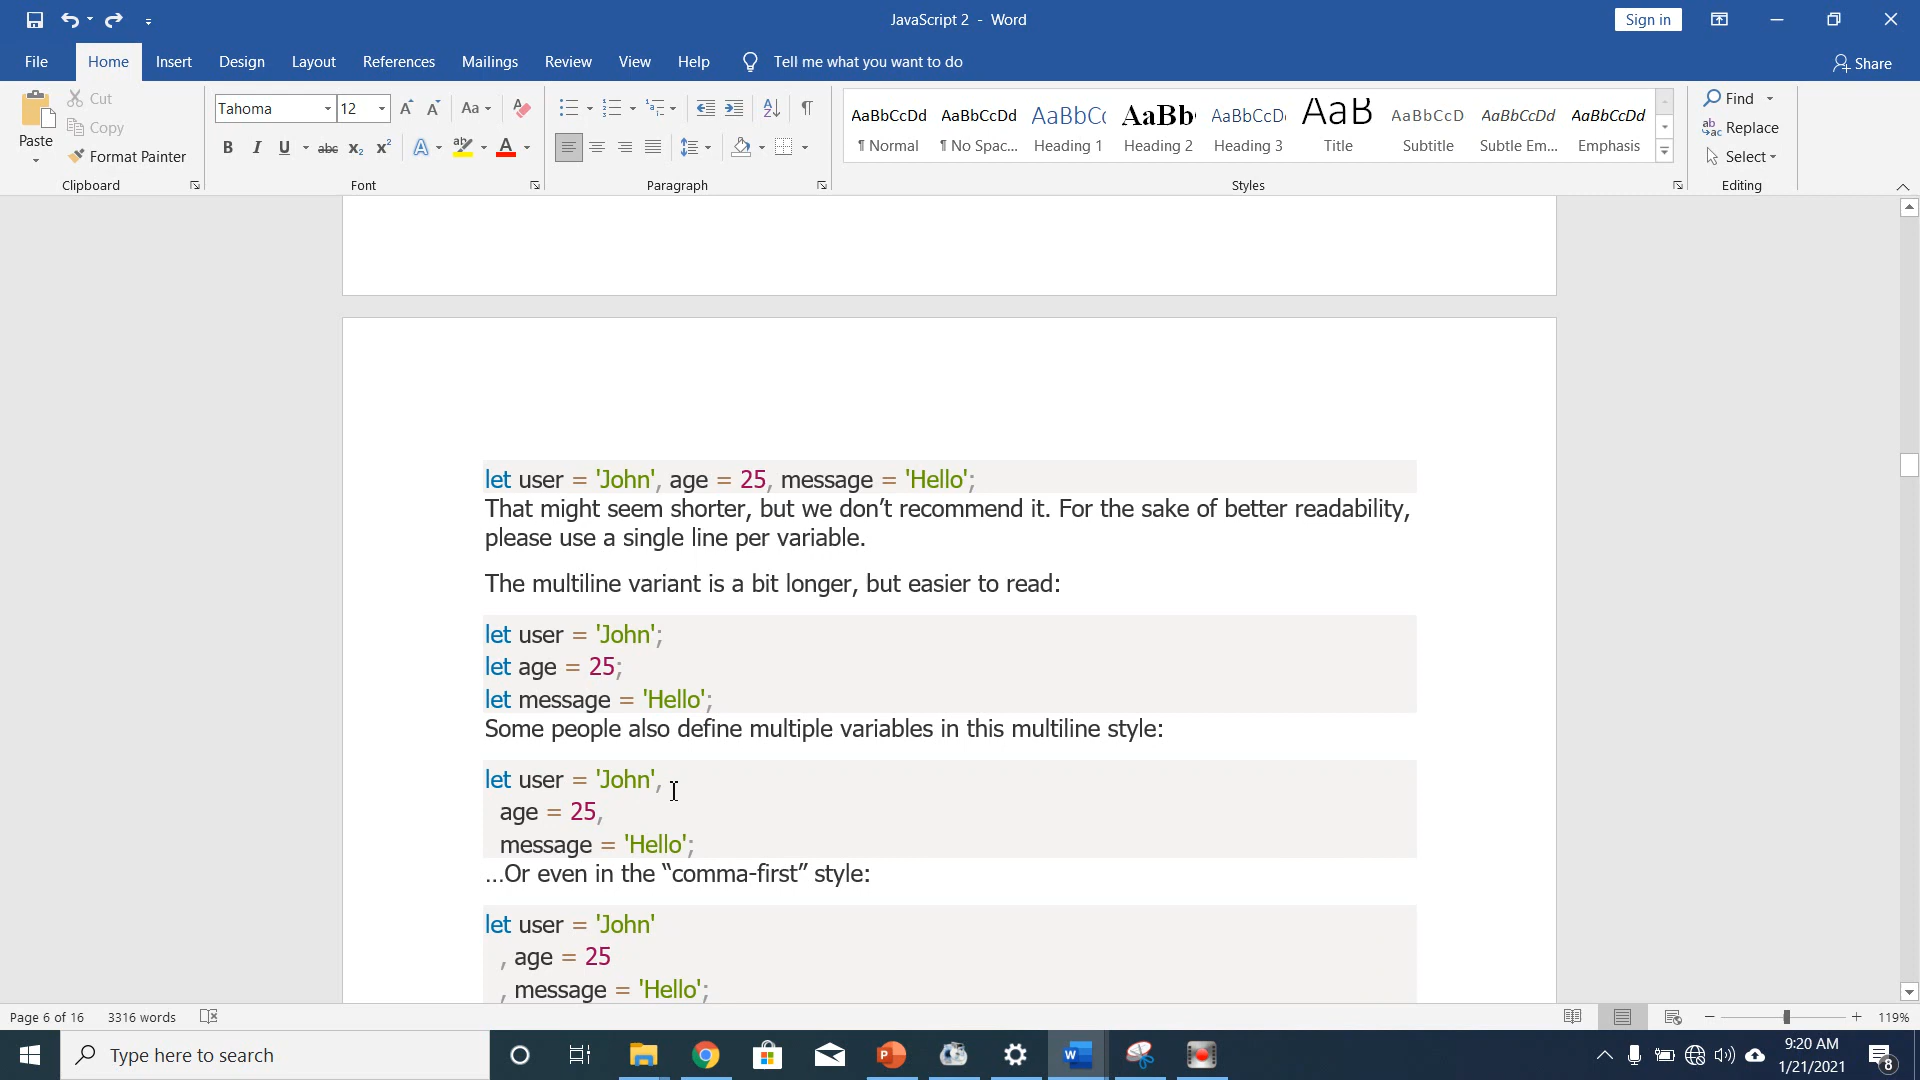 JavaScript 2 - Word
Sign in
File Home Insert Design Layout References Mailings Review View Help Tell me what you want to do Share
Paste
Cut
Copy
Format Painter
Clipboard
Tahoma 12
Font
Paragraph
AaBbCcDd AaBbCcDd AaBbCc AaBb AaBbCcDd AaB AaBbCcD AaBbCcDd AaBbCcDd
¶ Normal ¶ No Spac... Heading 1 Heading 2 Heading 3 Title Subtitle Subtle Em... Emphasis
Styles
Find
Replace
Select
Editing
let user = 'John', age = 25, message = 'Hello';
That might seem shorter, but we don’t recommend it. For the sake of better readability,
please use a single line per variable.
The multiline variant is a bit longer, but easier to read:
let user = 'John';
let age = 25;
let message = 'Hello';
Some people also define multiple variables in this multiline style:
let user = 'John',
age = 25,
message = 'Hello';
…Or even in the “comma-first” style:
let user = 'John'
, age = 25
, message = 'Hello';
Page 6 of 16 3316 words 119%
Type here to search
9:20 AM
1/21/2021
8